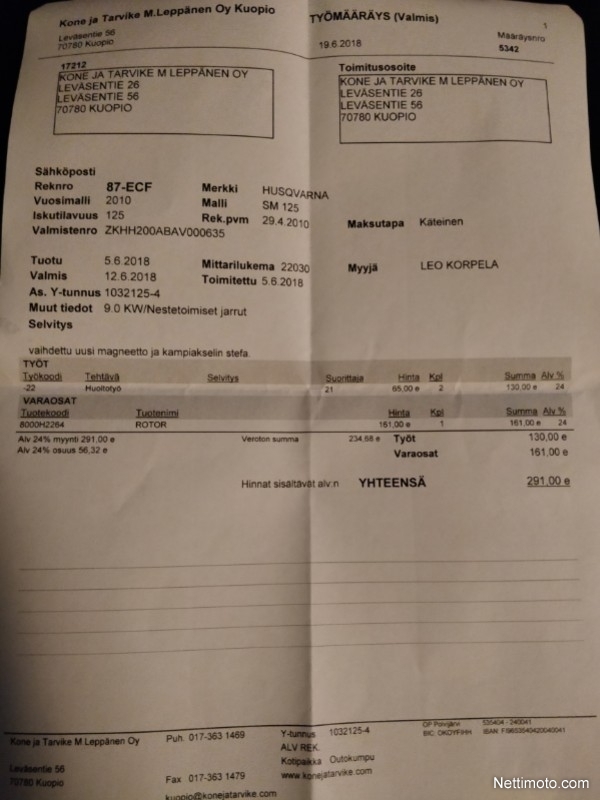 Kone ja Tarvike M.Leppänen Oy Kuopio
TYÖMÄÄRÄYS (Valmis)
1
Leväsentie 56
70780 Kuopio
19.6.2018
Määräysnro
5342
17212
KONE JA TARVIKE M LEPPÄNEN OY
LEVÄSENTIE 26
LEVÄSENTIE 56
70780 KUOPIO
Toimitusosoite
KONE JA TARVIKE M LEPPÄNEN OY
LEVÄSENTIE 26
LEVÄSENTIE 56
70780 KUOPIO
Sähköposti
Reknro 87-ECF Merkki HUSQVARNA
Vuosimalli 2010 Malli SM 125
Iskutilavuus 125 Rek.pvm 29.4.2010 Maksutapa Käteinen
Valmistenro ZKHH200ABAV000635
Tuotu 5.6.2018 Mittarilukema 22030 Myyjä LEO KORPELA
Valmis 12.6.2018 Toimitettu 5.6.2018
As. Y-tunnus 1032125-4
Muut tiedot 9.0 KW/Nestetoimiset jarrut
Selvitys
vaihdettu uusi magneetto ja kampiakselin stefa.
TYÖT
Työkoodi Tehtävä Selvitys Suorittaja Hinta Kpl Summa Alv %
-22 Huoltotyö 21 65,00 e 2 130,00 e 24
VARAOSAT
Tuotekoodi Tuotenimi Hinta Kpl Summa Alv %
8000H2264 ROTOR 161,00 e 1 161,00 e 24
Alv 24% myynti 291,00 e Veroton summa 234,68 e Työt 130,00 e
Alv 24% osuus 56,32 e Varaosat 161,00 e
Hinnat sisältävät alv:n YHTEENSÄ 291,00 e
Kone ja Tarvike M.Leppänen Oy
Puh. 017-363 1469
Y-tunnus 1032125-4
OP Polvijärvi 535404 - 240041
BIC: OKOYFIHH IBAN: FI9653540420040041
ALV REK.
Leväsentie 56
70780 Kuopio
Fax 017-363 1479
Kotipaikka Outokumpu
www.konejatarvike.com
kuopio@konejatarvike.com
Nettimoto.com